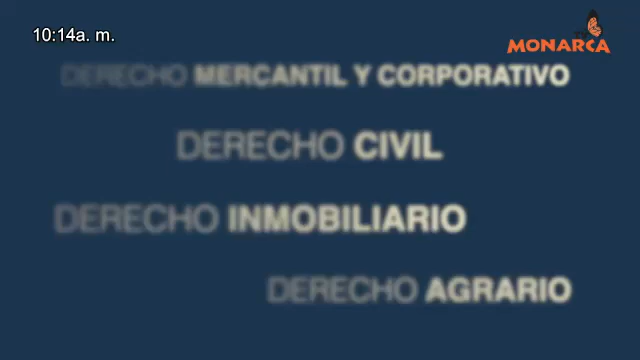 10:14a. m.
MONARCA
DERECHO MERCANTIL Y CORPORATIVO
DERECHO CIVIL
DERECHO INMOBILIARIO
DERECHO AGRARIO